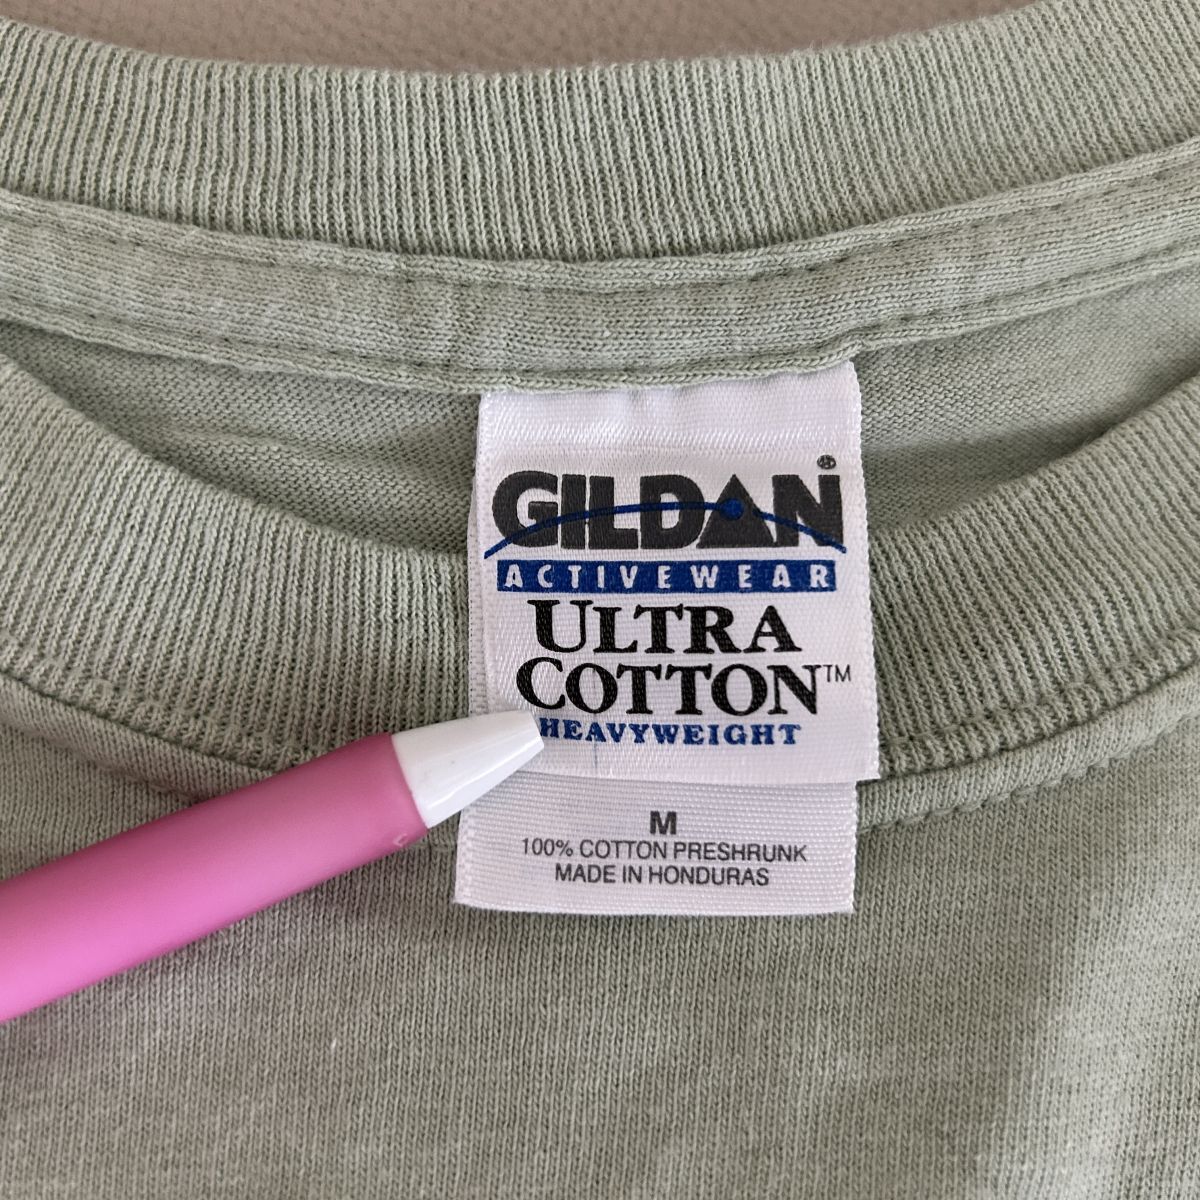 GILDAN®
ACTIVEWEAR
ULTRA
COTTON™
HEAVYWEIGHT
M
100% COTTON PRESHRUNK
MADE IN HONDURAS